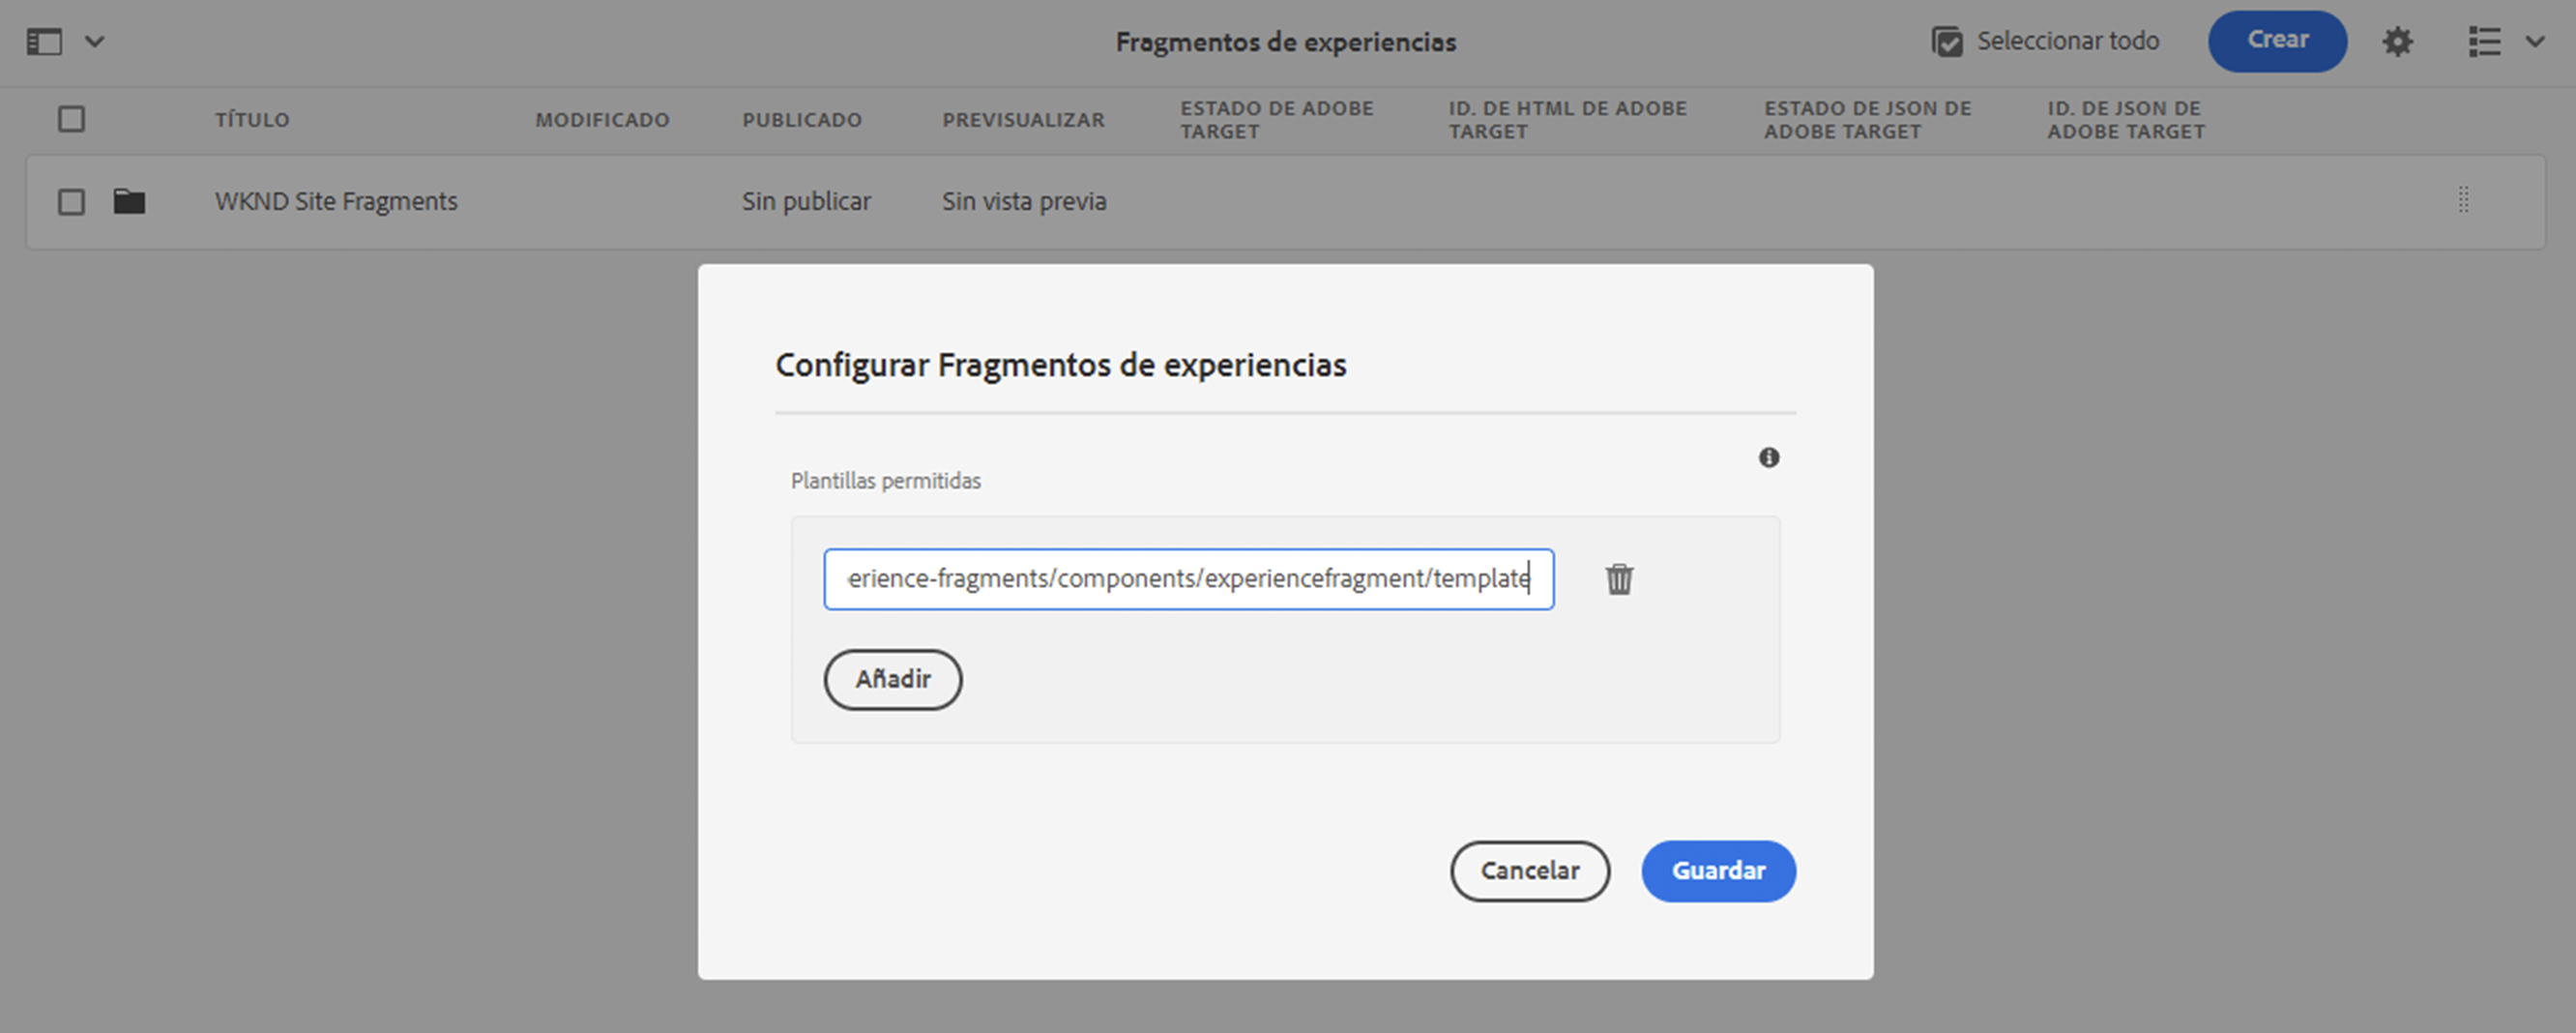 Fragmentos de experiencias
Seleccionar todo
Crear
TÍTULO
MODIFICADO
PUBLICADO
PREVISUALIZAR
ESTADO DE ADOBE
TARGET
ID. DE HTML DE ADOBE
TARGET
ESTADO DE JSON DE
ADOBE TARGET
ID. DE JSON DE
ADOBE TARGET
WKND Site Fragments
Sin publicar
Sin vista previa
Configurar Fragmentos de experiencias
Plantillas permitidas
erience-fragments/components/experiencefragment/template
Añadir
Cancelar
Guardar